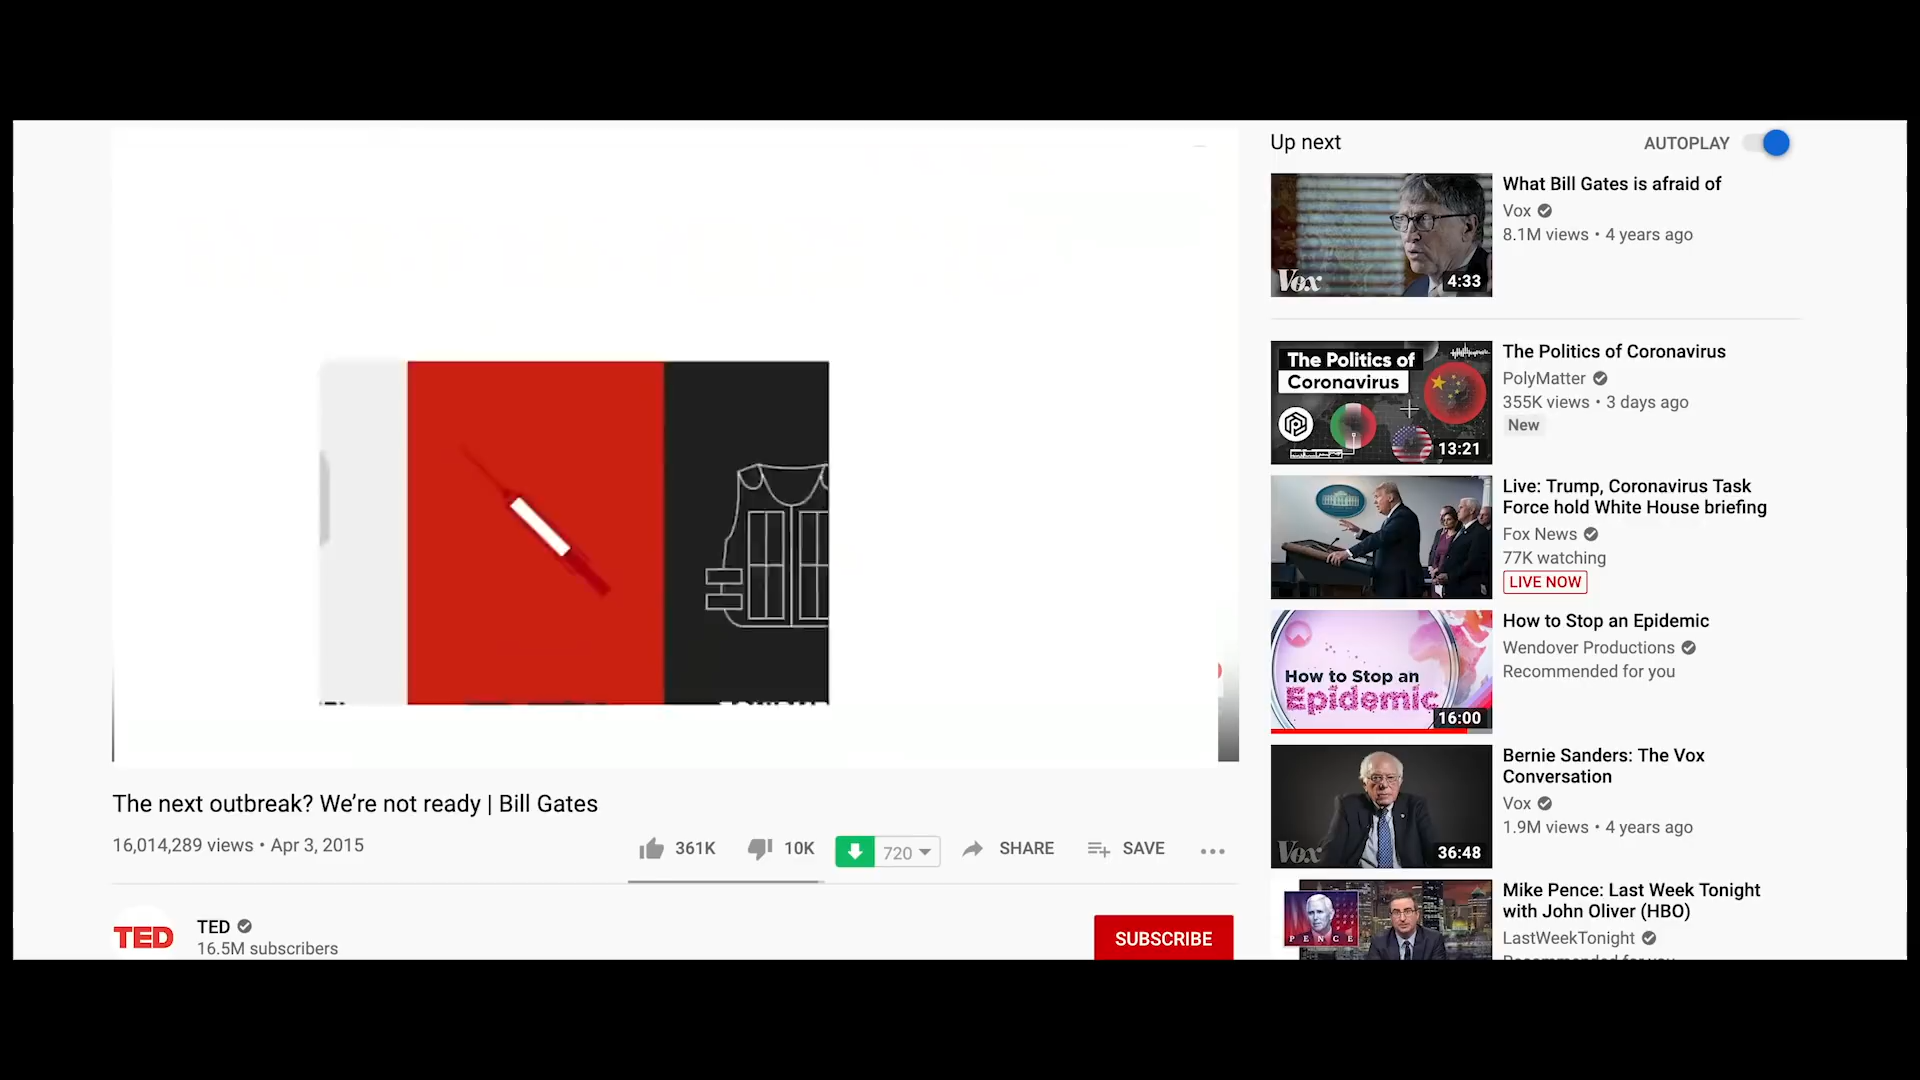 The next outbreak? We’re not ready | Bill Gates
16,014,289 views • Apr 3, 2015
361K
10K
720
SHARE
SAVE
TED
TED
16.5M subscribers
SUBSCRIBE
Up next
AUTOPLAY
Vox
4:33
What Bill Gates is afraid of
Vox
8.1M views • 4 years ago
The Politics of
Coronavirus
13:21
The Politics of Coronavirus
PolyMatter
355K views • 3 days ago
New
Live: Trump, Coronavirus Task
Force hold White House briefing
Fox News
77K watching
LIVE NOW
How to Stop an
Epidemic
16:00
How to Stop an Epidemic
Wendover Productions
Recommended for you
Vox
36:48
Bernie Sanders: The Vox
Conversation
Vox
1.9M views • 4 years ago
PENCE
Mike Pence: Last Week Tonight
with John Oliver (HBO)
LastWeekTonight